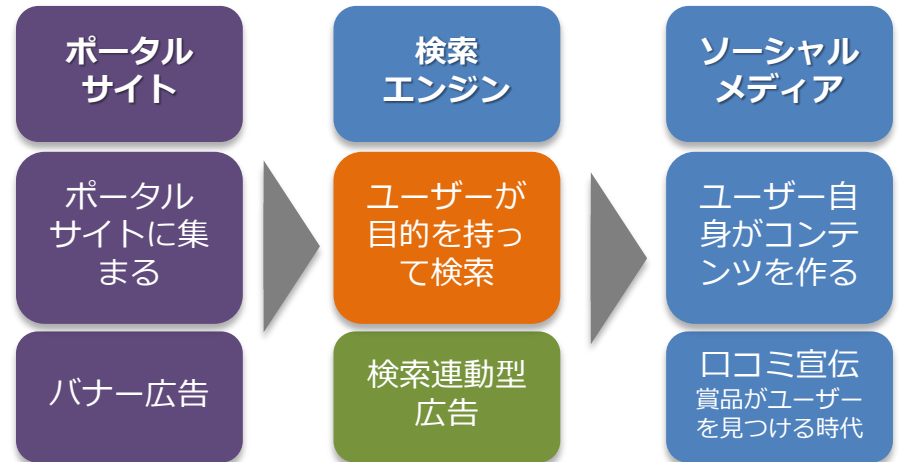 ポータル
サイト
検索
エンジン
ソーシャル
メディア
ポータル
サイトに集
まる
ユーザーが
目的を持っ
て検索
ユーザー自
身がコンテ
ンツを作る
バナー広告
検索連動型
広告
口コミ宣伝
賞品がユーザー
を見つける時代